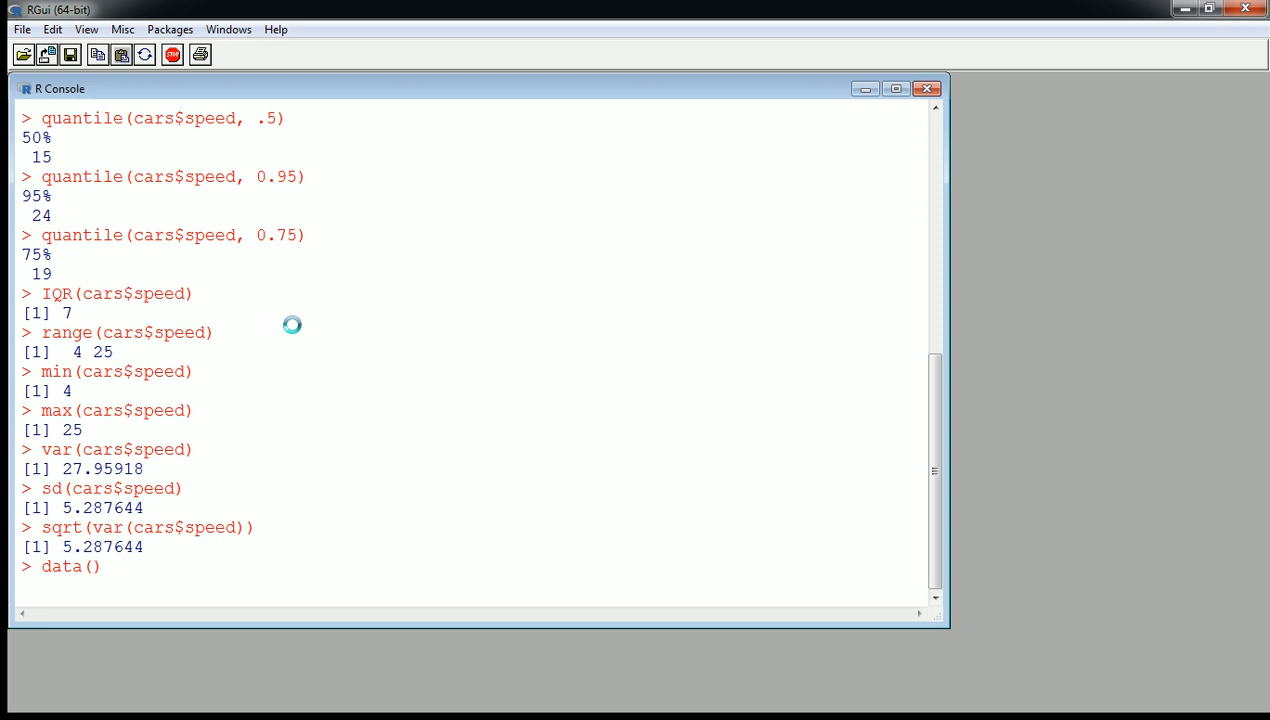 RGui (64-bit)
File Edit View Misc Packages Windows Help
STOP
R Console
> quantile(cars$speed, .5)
50%
 15
> quantile(cars$speed, 0.95)
95%
 24
> quantile(cars$speed, 0.75)
75%
 19
> IQR(cars$speed)
[1] 7
> range(cars$speed)
[1]  4 25
> min(cars$speed)
[1] 4
> max(cars$speed)
[1] 25
> var(cars$speed)
[1] 27.95918
> sd(cars$speed)
[1] 5.287644
> sqrt(var(cars$speed))
[1] 5.287644
> data()